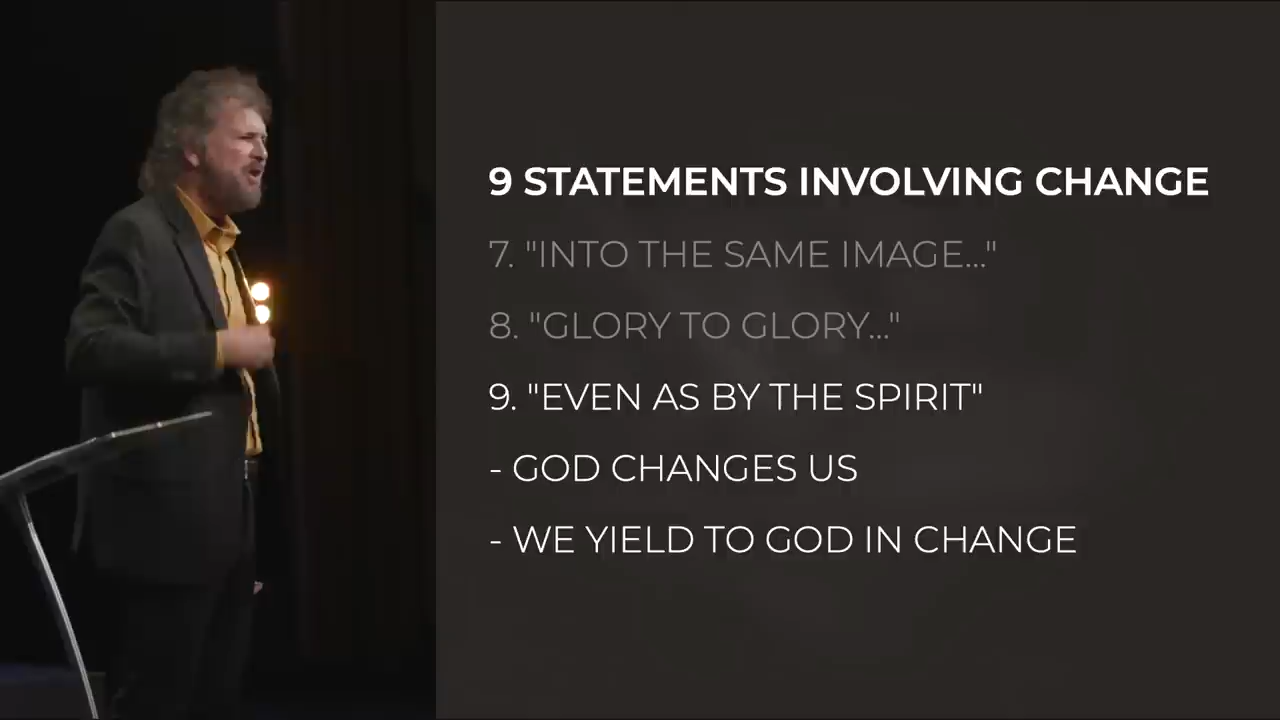 9 STATEMENTS INVOLVING CHANGE
7. "INTO THE SAME IMAGE..."
8. "GLORY TO GLORY..."
9. "EVEN AS BY THE SPIRIT"
- GOD CHANGES US
- WE YIELD TO GOD IN CHANGE